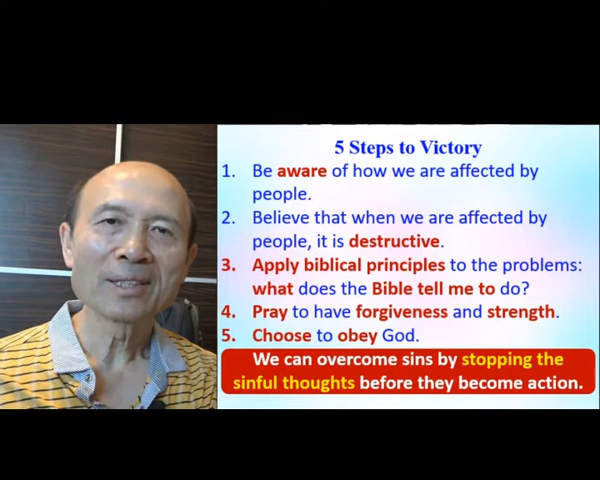 5 Steps to Victory
1. Be aware of how we are affected by
people.
2. Believe that when we are affected by
people, it is destructive.
3. Apply biblical principles to the problems:
what does the Bible tell me to do?
4. Pray to have forgiveness and strength.
5. Choose to obey God.
We can overcome sins by stopping the
sinful thoughts before they become action.